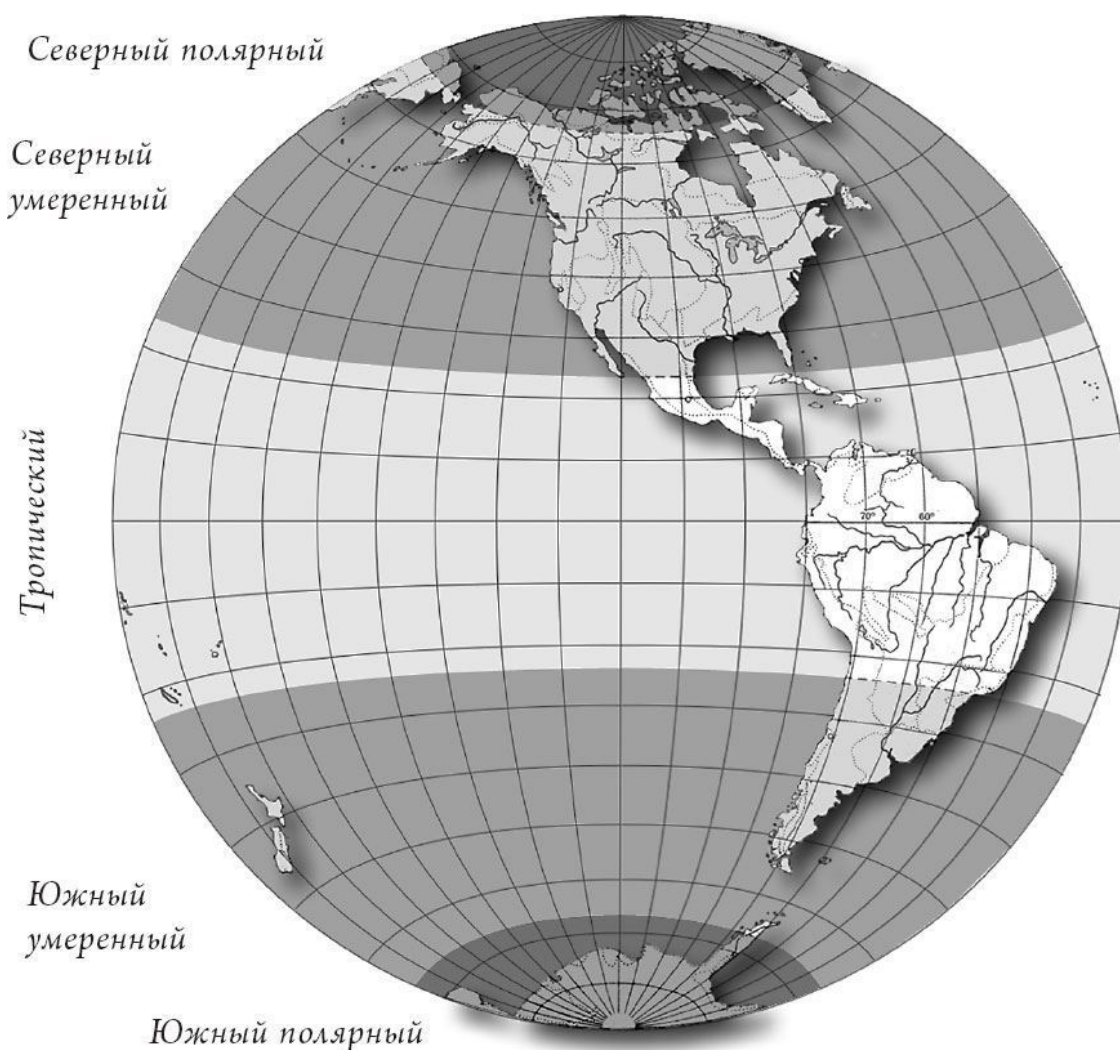 Северный полярный
Северный
умеренный
Тропический
70° 60°
Южный
умеренный
Южный полярный